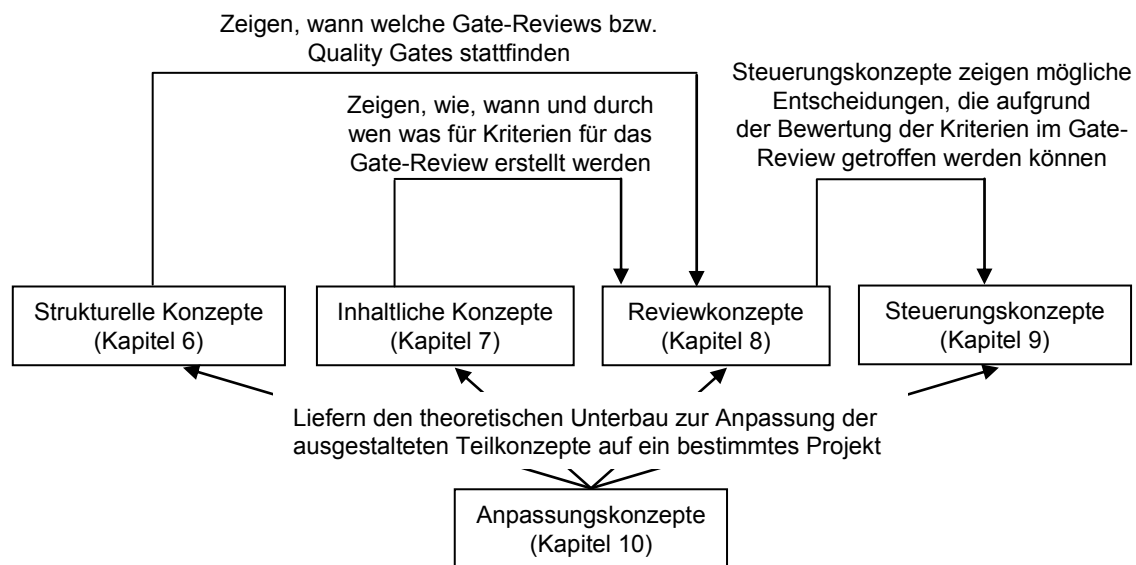 Zeigen, wann welche Gate-Reviews bzw.
Quality Gates stattfinden
Zeigen, wie, wann und durch
wen was für Kriterien für das
Gate-Review erstellt werden
Steuerungskonzepte zeigen mögliche
Entscheidungen, die aufgrund
der Bewertung der Kriterien im Gate-
Review getroffen werden können
Strukturelle Konzepte
(Kapitel 6)
Inhaltliche Konzepte
(Kapitel 7)
Reviewkonzepte
(Kapitel 8)
Steuerungskonzepte
(Kapitel 9)
Liefern den theoretischen Unterbau zur Anpassung der
ausgestalteten Teilkonzepte auf ein bestimmtes Projekt
Anpassungskonzepte
(Kapitel 10)